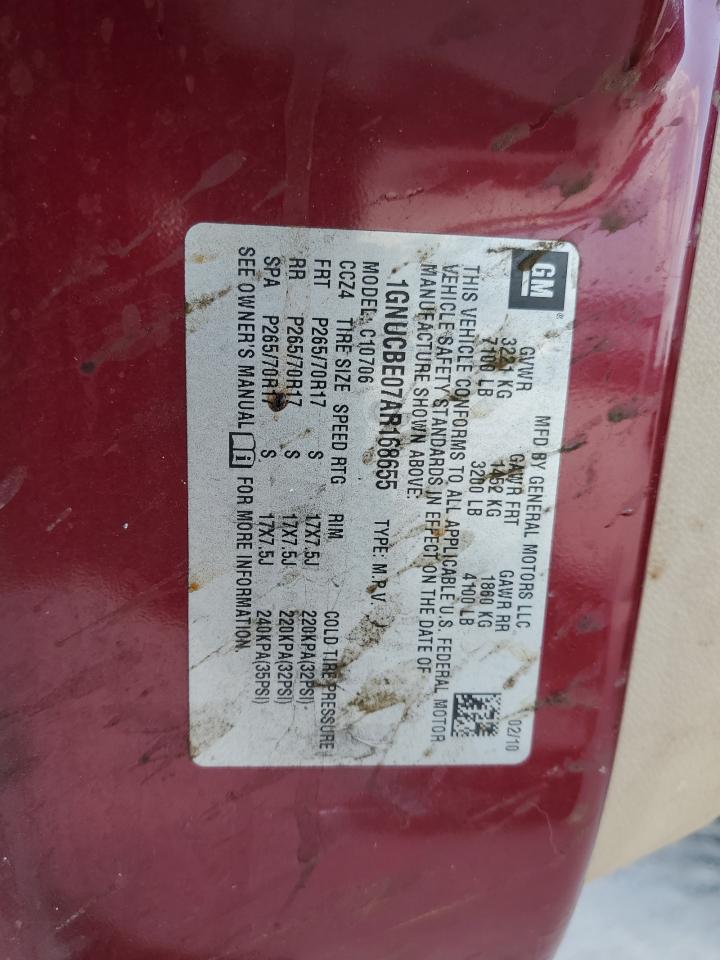 GM®
MFD BY GENERAL MOTORS LLC 02/10
GVWR GAWR FRT GAWR RR
3221 KG 1452 KG 1860 KG
7100 LB 3200 LB 4100 LB
THIS VEHICLE CONFORMS TO ALL APPLICABLE U.S. FEDERAL MOTOR
VEHICLE SAFETY STANDARDS IN EFFECT ON THE DATE OF
MANUFACTURE SHOWN ABOVE.
1GNUCBE07AR168655 TYPE: M.P.V.
MODEL: C10706
CCZ4 TIRE SIZE SPEED RTG RIM COLD TIRE PRESSURE
FRT P265/70R17 S 17X7.5J 220KPA(32PSI)
RR P265/70R17 S 17X7.5J 220KPA(32PSI)
SPA P265/70R17 S 17X7.5J 240KPA(35PSI)
SEE OWNER'S MANUAL i FOR MORE INFORMATION.